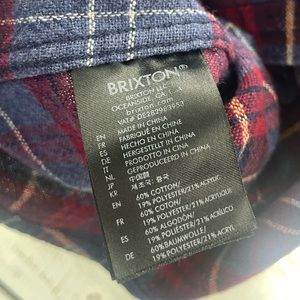 BRIXTON®
BRIXTON LLC
OCEANSIDE, CA
brixton.com
VAT# DE282983953
EN MADE IN CHINA
FR FABRIQUÉ EN CHINE
ES HECHO EN CHINA
DE HERGESTELLT IN CHINA
IT PRODOTTO IN CINA
NL GEPRODUCEERD IN CHINA
JP 中国製
KR 제조국: 중국
EN 60% COTTON/
19% POLYESTER/21% ACRYLIC
FR 60% COTON/
19% POLYESTER/21% ACRYLIQUE
ES 60% ALGODÓN/
19% POLIÉSTER/21% ACRÍLICO
DE 60%BAUMWOLLE/
19% POLYESTER/21% ACRYL